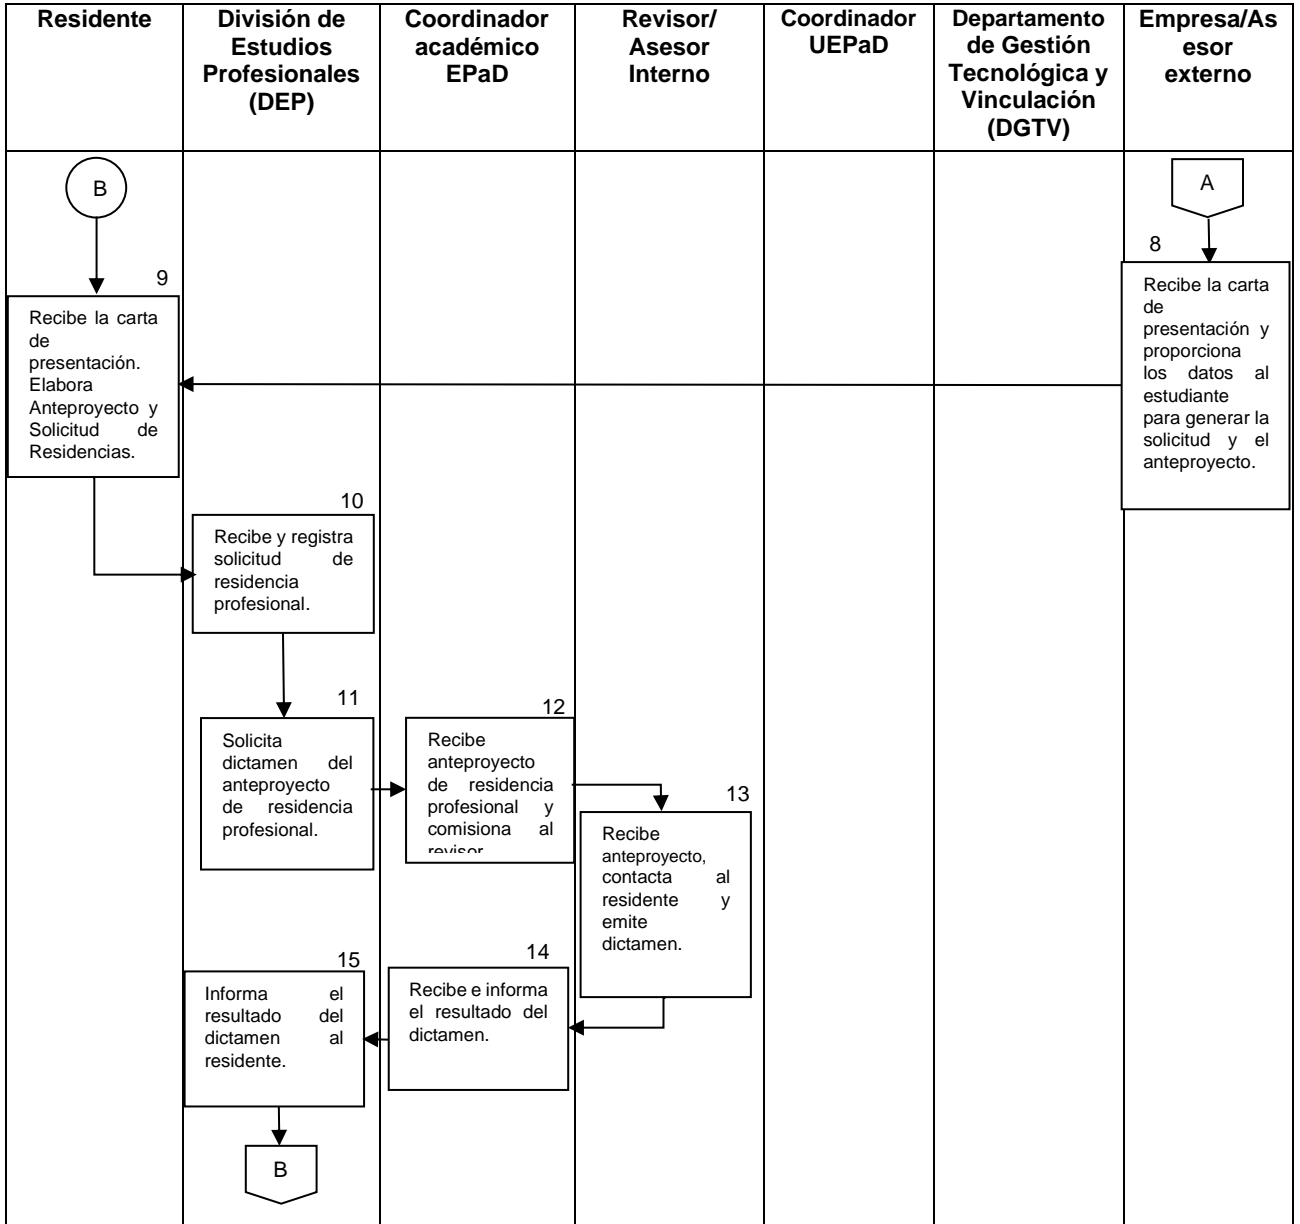 Residente
División de
Estudios
Profesionales
(DEP)
Coordinador
académico
EPaD
Revisor/
Asesor
Interno
Coordinador
UEPaD
Departamento
de Gestión
Tecnológica y
Vinculación
(DGTV)
Empresa/As
esor
externo
B
A
8
Recibe la carta
de
presentación y
proporciona
los datos al
estudiante
para generar la
solicitud y el
anteproyecto.
9
Recibe la carta
de
presentación.
Elabora
Anteproyecto y
Solicitud de
Residencias.
10
Recibe y registra
solicitud de
residencia
profesional.
11
Solicita
dictamen del
anteproyecto
de residencia
profesional.
12
Recibe
anteproyecto
de residencia
profesional y
comisiona al
revisor
13
Recibe
anteproyecto,
contacta al
residente y
emite
dictamen.
14
Recibe e informa
el resultado del
dictamen.
15
Informa el
resultado del
dictamen al
residente.
B